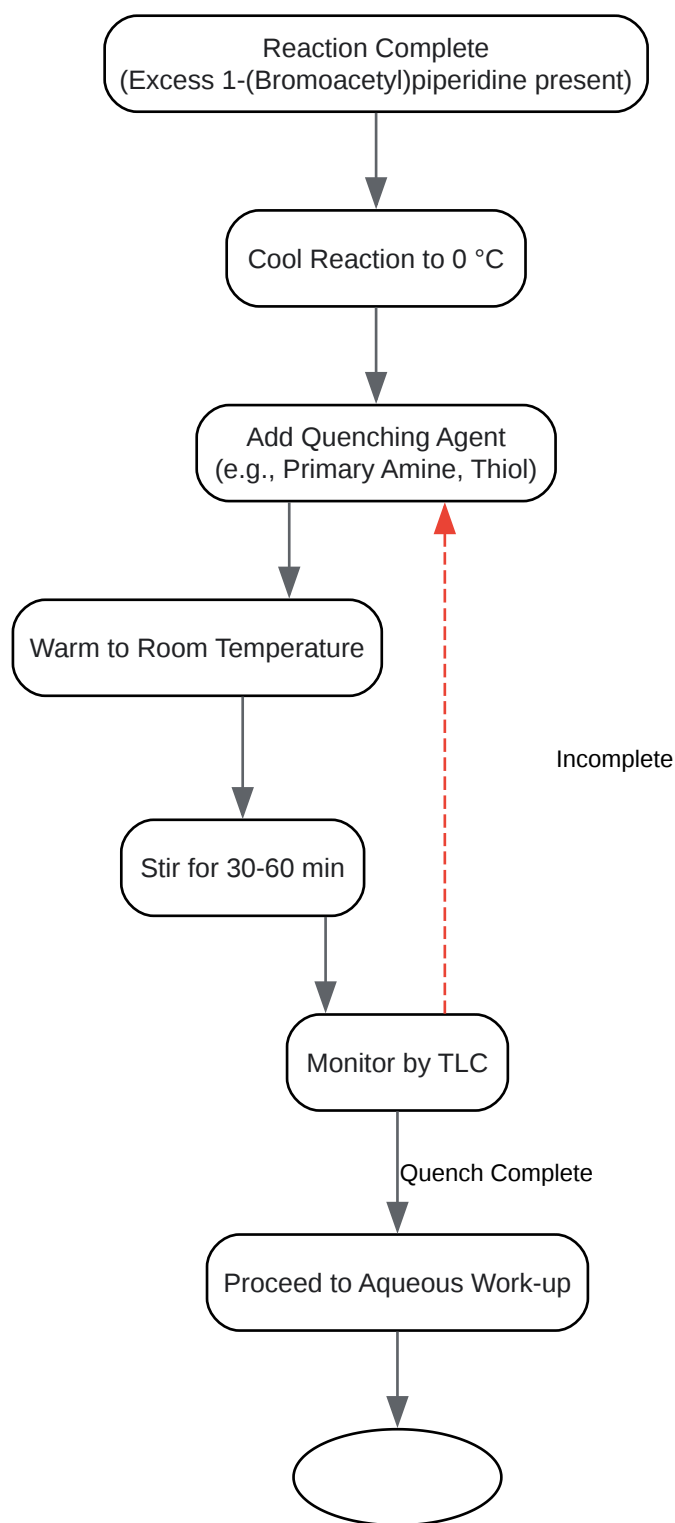 Reaction Complete
(Excess 1-(Bromoacetyl)piperidine present)
Cool Reaction to 0 °C
Add Quenching Agent
(e.g., Primary Amine, Thiol)
Warm to Room Temperature
Incomplete
Stir for 30-60 min
Monitor by TLC
Quench Complete
Proceed to Aqueous Work-up